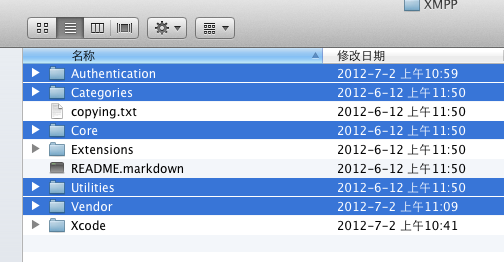 XMPP
名称 修改日期
Authentication 2012-7-2 上午10:59
Categories 2012-6-12 上午11:50
copying.txt 2012-6-12 上午11:50
Core 2012-6-12 上午11:50
Extensions 2012-6-12 上午11:50
README.markdown 2012-6-12 上午11:50
Utilities 2012-6-12 上午11:50
Vendor 2012-7-2 上午11:09
Xcode 2012-7-2 上午10:41